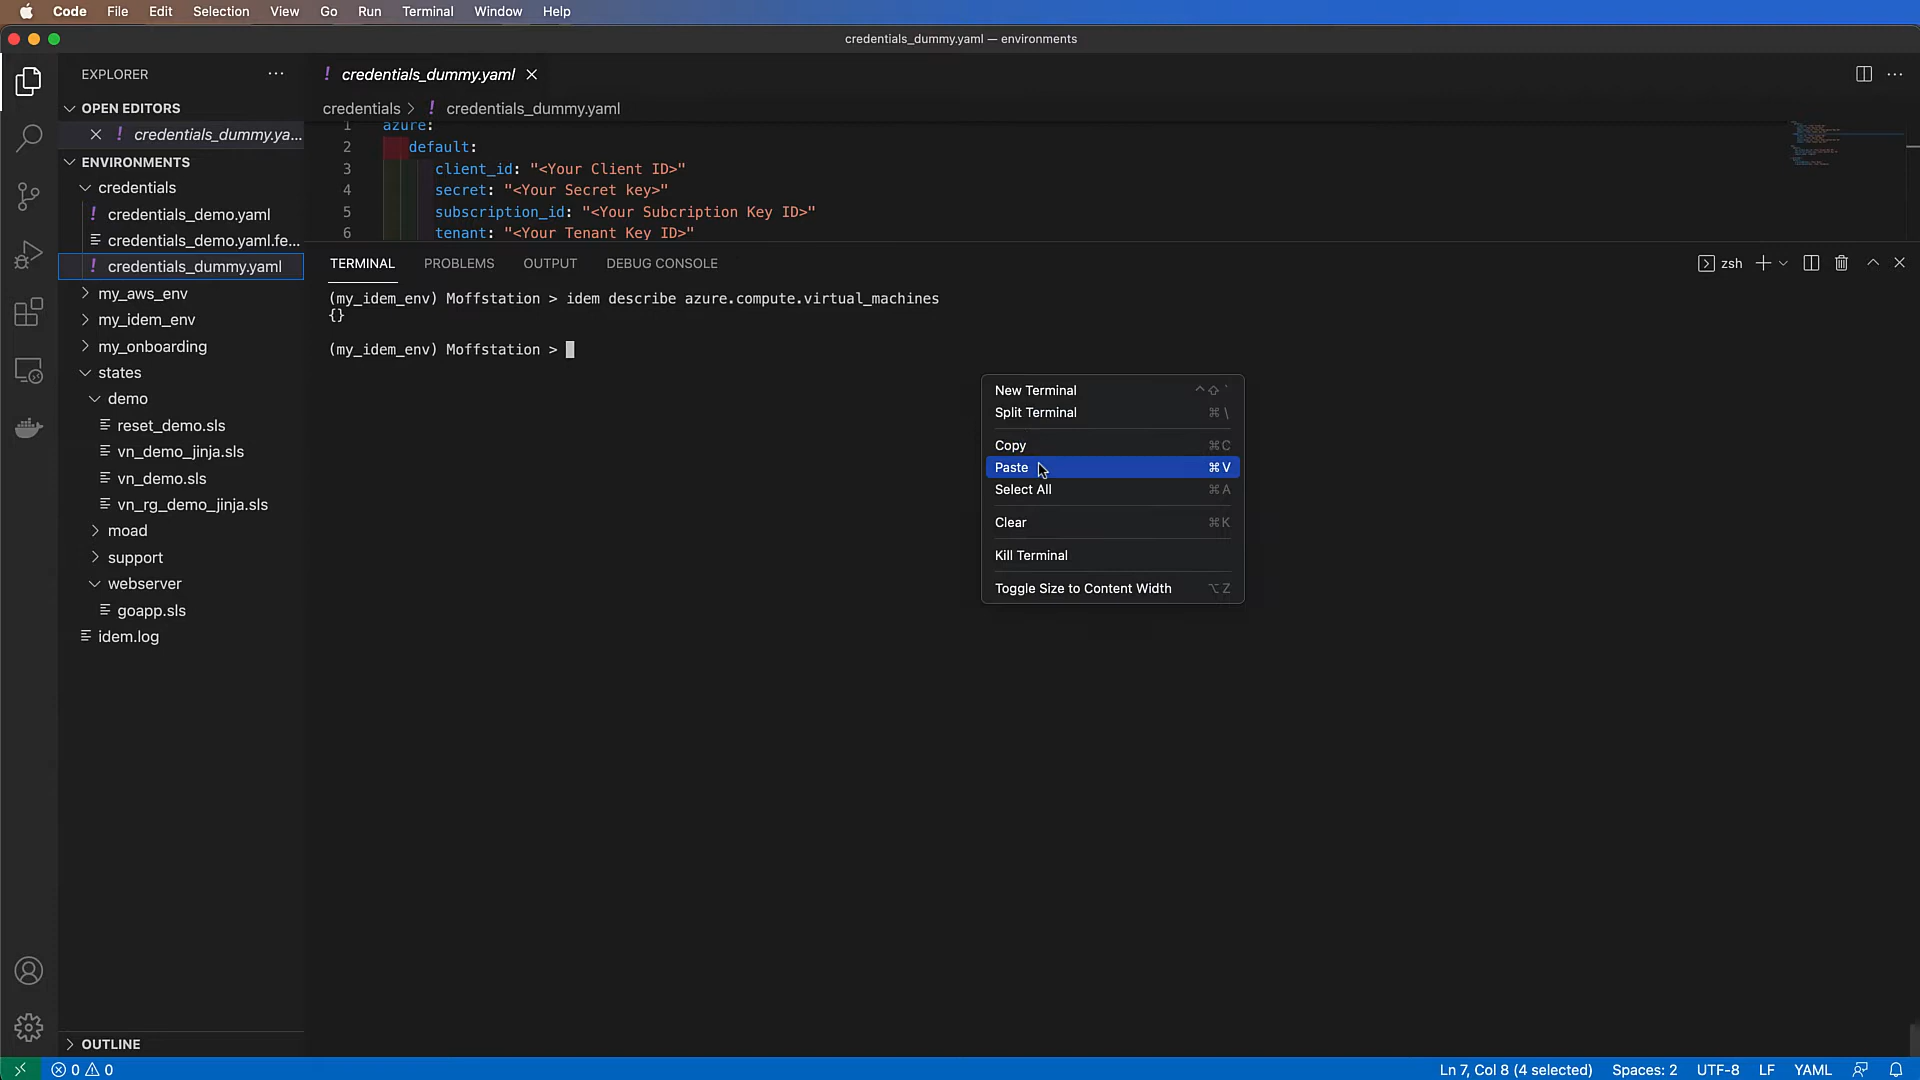 Code File Edit Selection View Go Run Terminal Window Help
credentials_dummy.yaml — environments
EXPLORER
OPEN EDITORS
credentials_dummy.ya...
ENVIRONMENTS
credentials
credentials_demo.yaml
credentials_demo.yaml.fe...
credentials_dummy.yaml
my_aws_env
my_idem_env
my_onboarding
states
demo
reset_demo.sls
vn_demo_jinja.sls
vn_demo.sls
vn_rg_demo_jinja.sls
moad
support
webserver
goapp.sls
idem.log
OUTLINE
! credentials_dummy.yaml
credentials > ! credentials_dummy.yaml
1 azure:
2 default:
3 client_id: "<Your Client ID>"
4 secret: "<Your Secret key>"
5 subscription_id: "<Your Subcription Key ID>"
6 tenant: "<Your Tenant Key ID>"
TERMINAL PROBLEMS OUTPUT DEBUG CONSOLE
zsh
(my_idem_env) Moffstation > idem describe azure.compute.virtual_machines
{}
(my_idem_env) Moffstation >
New Terminal ^⇧`
Split Terminal ⌘\
Copy ⌘C
Paste ⌘V
Select All ⌘A
Clear ⌘K
Kill Terminal
Toggle Size to Content Width ⌥Z
0 0
Ln 7, Col 8 (4 selected) Spaces: 2 UTF-8 LF YAML